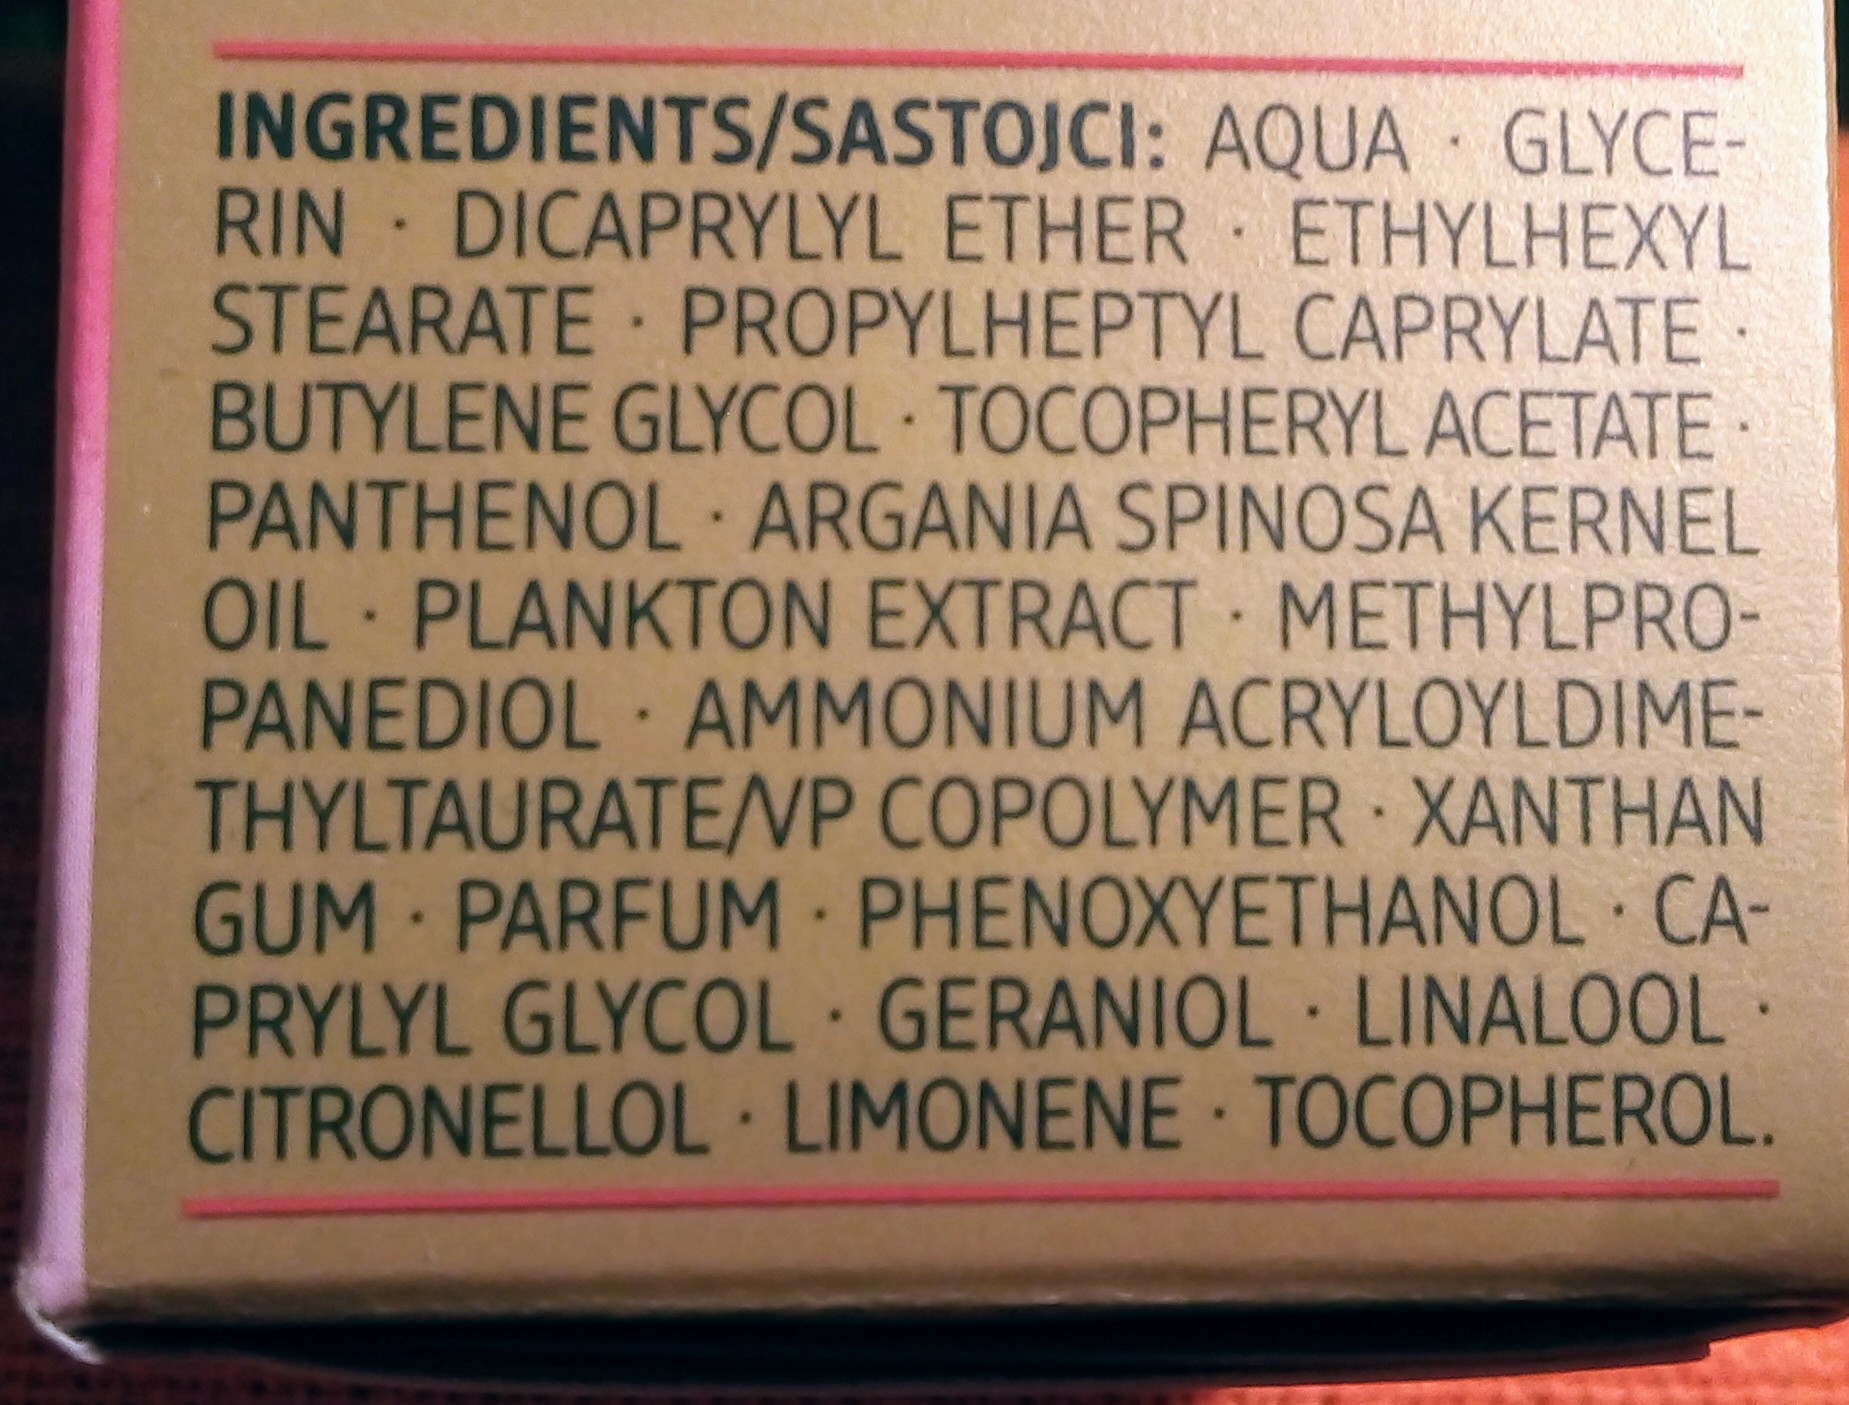 INGREDIENTS/SASTOJCI: AQUA · GLYCE-
RIN · DICAPRYLYL ETHER · ETHYLHEXYL
STEARATE · PROPYLHEPTYL CAPRYLATE ·
BUTYLENE GLYCOL · TOCOPHERYL ACETATE ·
PANTHENOL · ARGANIA SPINOSA KERNEL
OIL · PLANKTON EXTRACT · METHYLPRO-
PANEDIOL · AMMONIUM ACRYLOYLDIME-
THYLTAURATE/VP COPOLYMER · XANTHAN
GUM · PARFUM · PHENOXYETHANOL · CA-
PRYLYL GLYCOL · GERANIOL · LINALOOL ·
CITRONELLOL · LIMONENE · TOCOPHEROL.